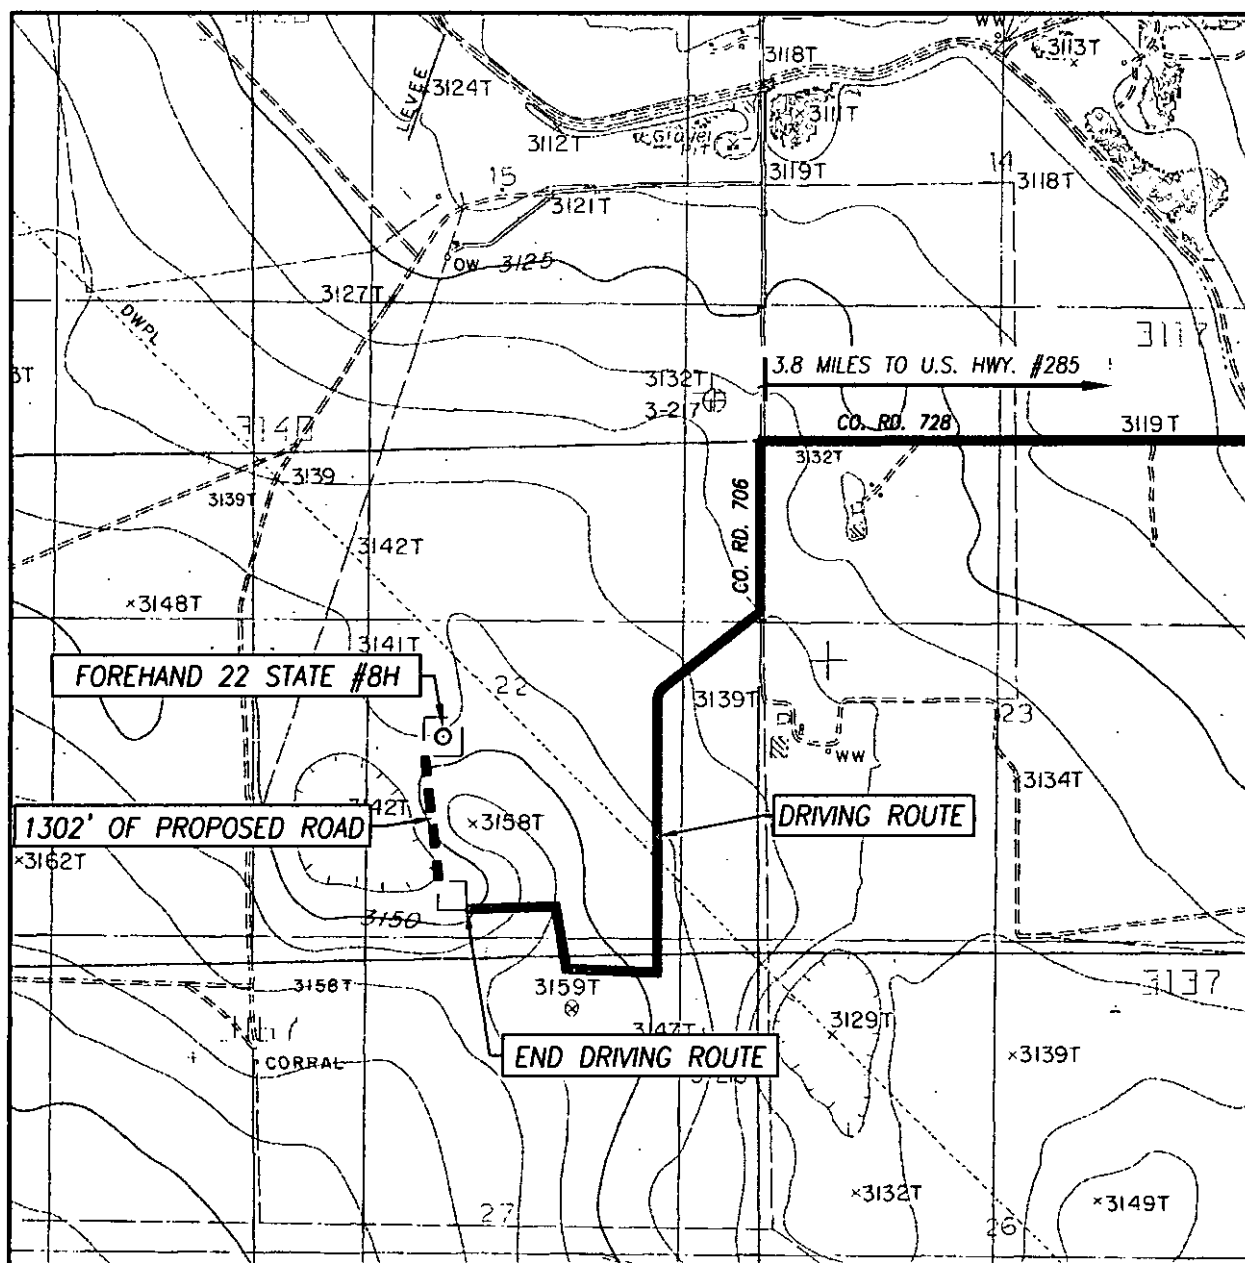 WW
3118T
3113T
3124T
LEVEE
3111T
3112T
Gravel
Pit
15
3119T
14
3118T
3121T
OW
3125
3127T
DWPL
3117
3.8 MILES TO U.S. HWY. #285
3132T
3-217
CO. RD. 728
3119T
3132T
3139
3139T
CO. RD. 706
3142T
×3148T
3141T
FOREHAND 22 STATE #8H
22
3139T
23
WW
3134T
1302' OF PROPOSED ROAD
×3158T
DRIVING ROUTE
×3162T
3150
3158T
3159T
3137
3147T
3129T
×3139T
END DRIVING ROUTE
CORRAL
×3132T
×3149T
27
26